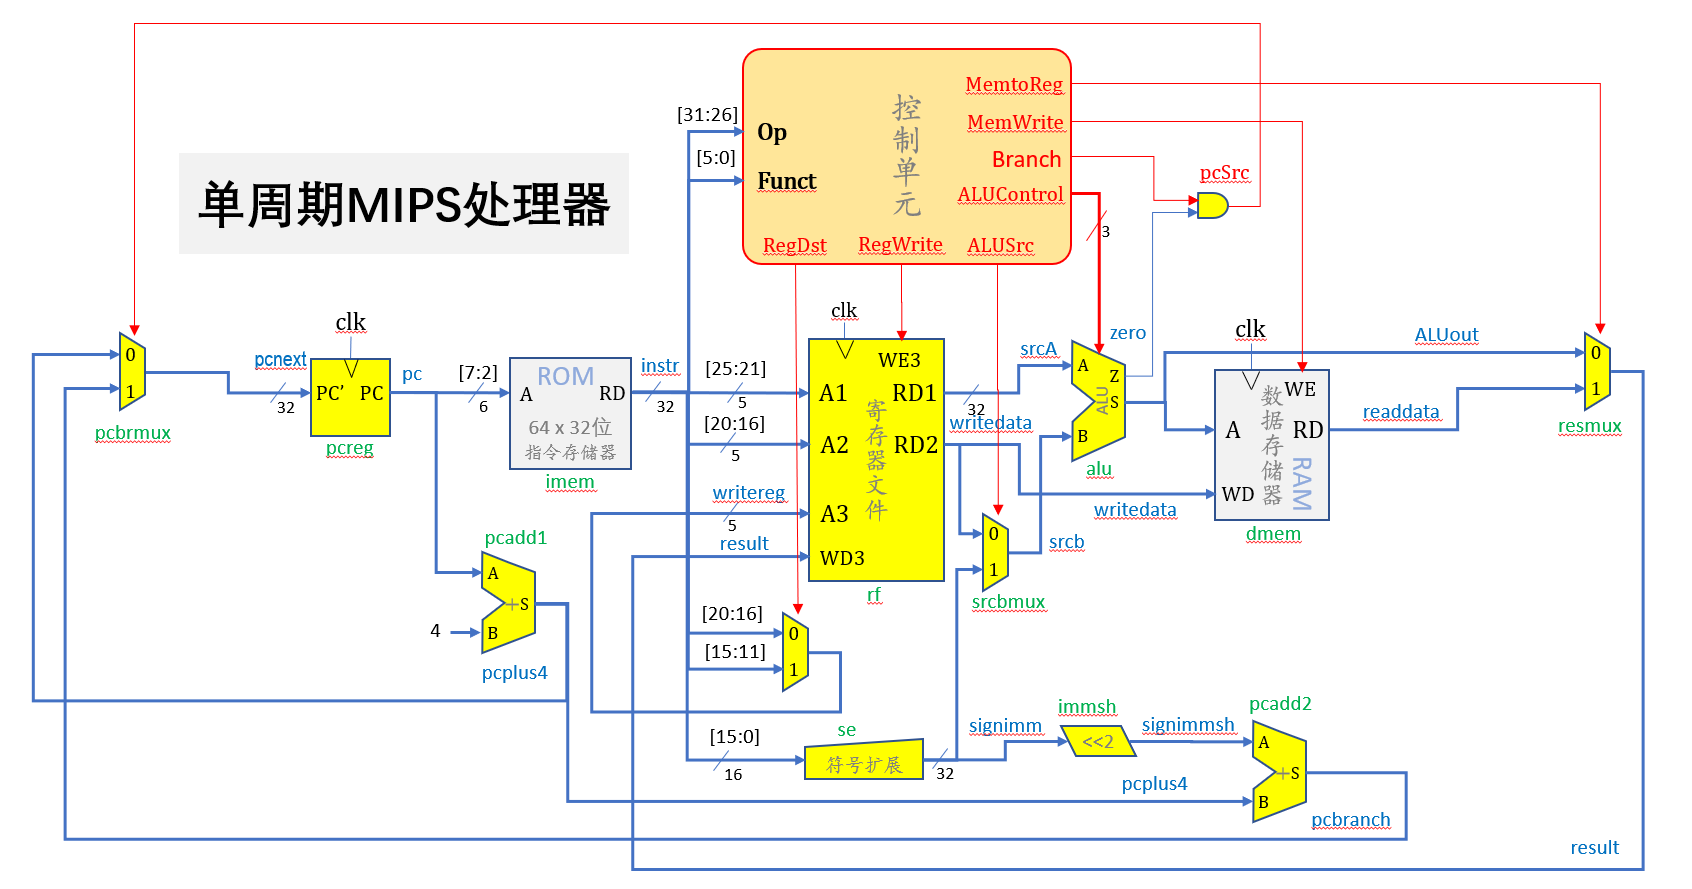 单周期MIPS处理器
控制单元
Op
Funct
MemtoReg
MemWrite
Branch
ALUControl
RegDst
RegWrite
ALUSrc
[31:26]
[5:0]
pcSrc
3
0
1
pcbrmux
pcnext
32
clk
PC’
PC
pcreg
pc
[7:2]
6
ROM
A
RD
64 x 32位
指令存储器
imem
instr
32
[25:21]
5
[20:16]
5
writereg
5
result
clk
WE3
A1
RD1
A2
RD2
A3
WD3
寄存器文件
rf
32
writedata
srcA
zero
A
Z
ALU
S
B
alu
0
1
srcbmux
srcb
writedata
clk
WE
A
RD
WD
数据存储器
RAM
dmem
ALUout
readdata
0
1
resmux
pcadd1
A
+
S
4
B
pcplus4
[20:16]
0
[15:11]
1
[15:0]
16
se
符号扩展
32
signimm
immsh
<<2
signimmsh
pcadd2
A
+
S
B
pcplus4
pcbranch
result